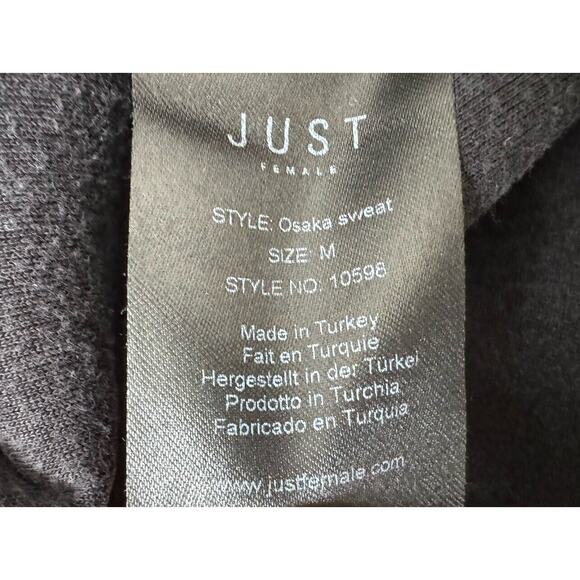 JUST
FEMALE
STYLE: Osaka sweat
SIZE: M
STYLE NO: 10598
Made in Turkey
Fait en Turquie
Hergestellt in der Türkei
Prodotto in Turchia
Fabricado en Turquia
www.justfemale.com